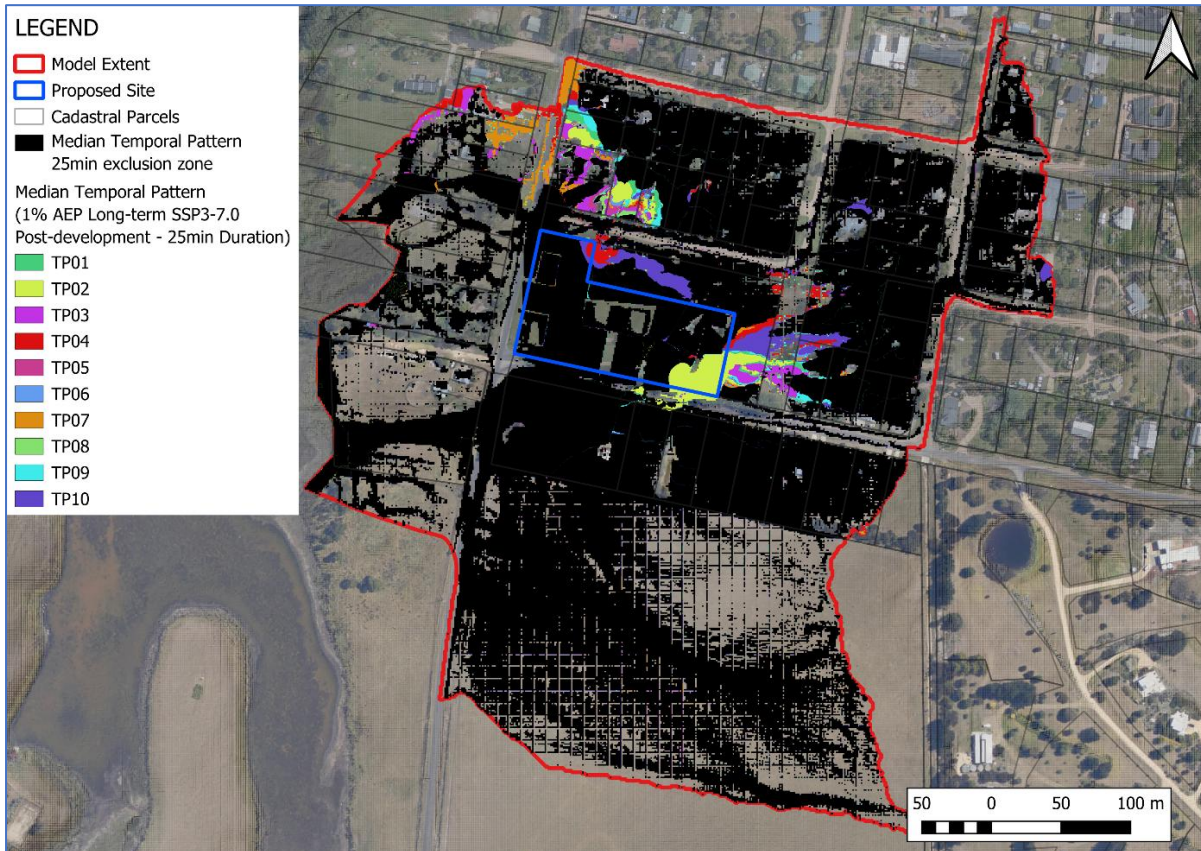 LEGEND
Model Extent
Proposed Site
Cadastral Parcels
Median Temporal Pattern
25min exclusion zone
Median Temporal Pattern
(1% AEP Long-term SSP3-7.0
Post-development - 25min Duration)
TP01
TP02
TP03
TP04
TP05
TP06
TP07
TP08
TP09
TP10
50 0 50 100 m